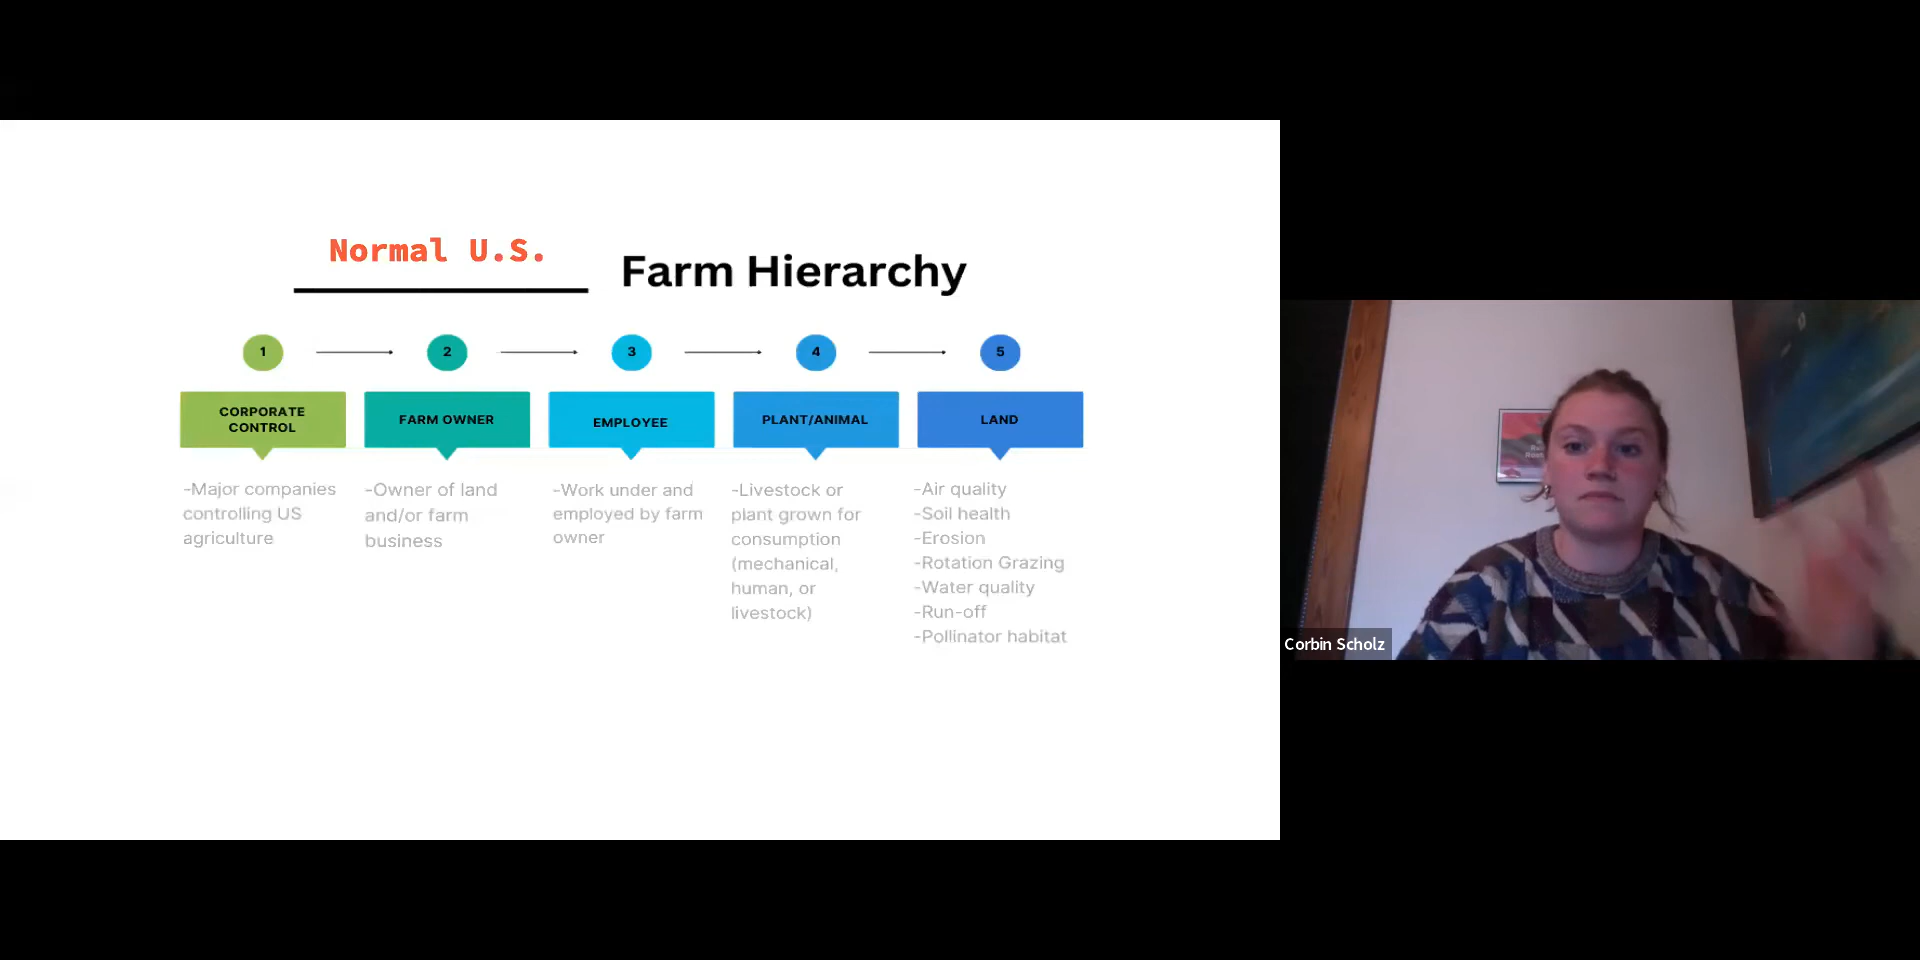 Normal U.S.
Farm Hierarchy
1
2
3
4
5
CORPORATE
CONTROL
FARM OWNER
EMPLOYEE
PLANT/ANIMAL
LAND
-Major companies
controlling US
agriculture
-Owner of land
and/or farm
business
-Work under and
employed by farm
owner
-Livestock or
plant grown for
consumption
(mechanical,
human, or
livestock)
-Air quality
-Soil health
-Erosion
-Rotation Grazing
-Water quality
-Run-off
-Pollinator habitat
Corbin Scholz